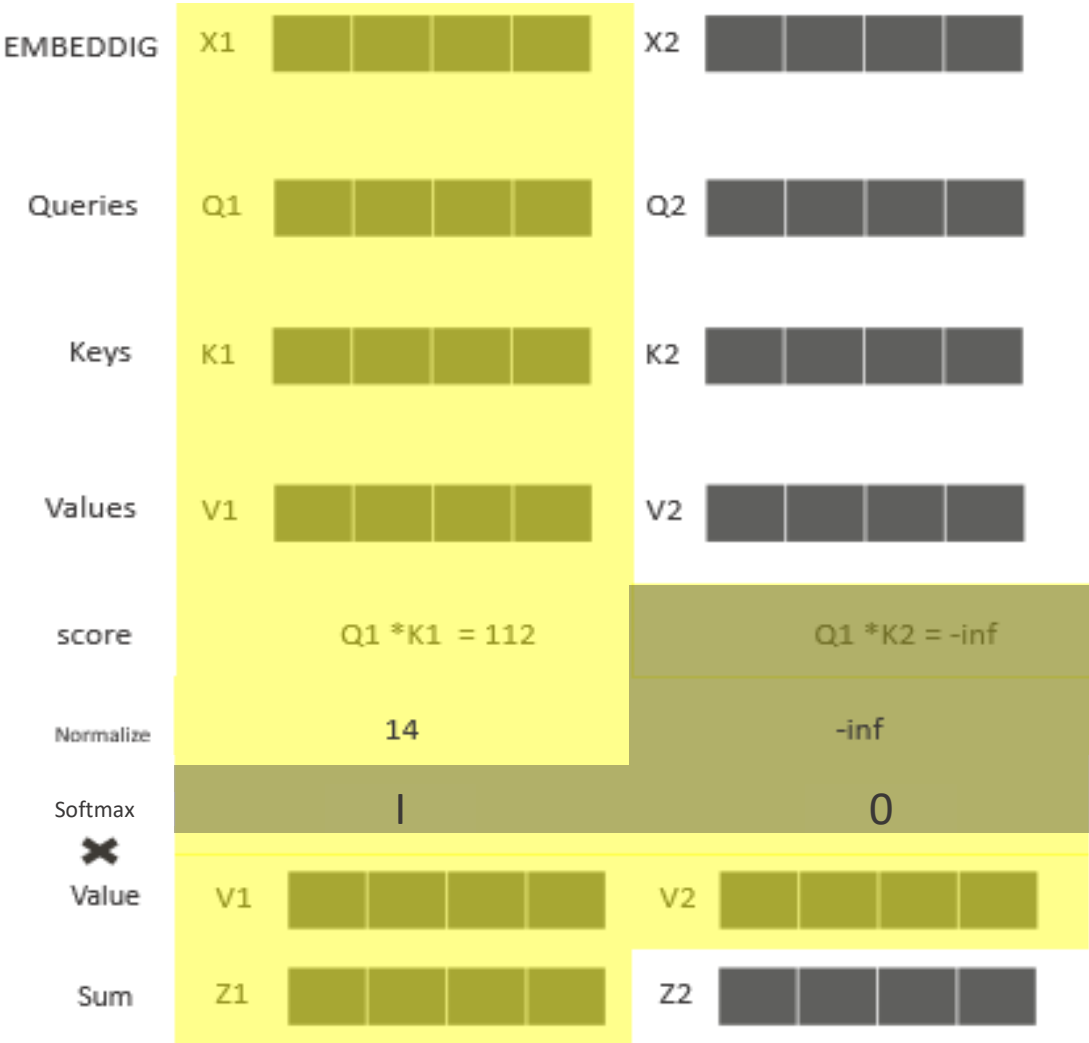 EMBEDDIG X1 X2
Queries Q1 Q2
Keys K1 K2
Values V1 V2
score Q1 *K1 = 112 Q1 *K2 = -inf
Normalize 14 -inf
Softmax I 0
Value V1 V2
Sum Z1 Z2